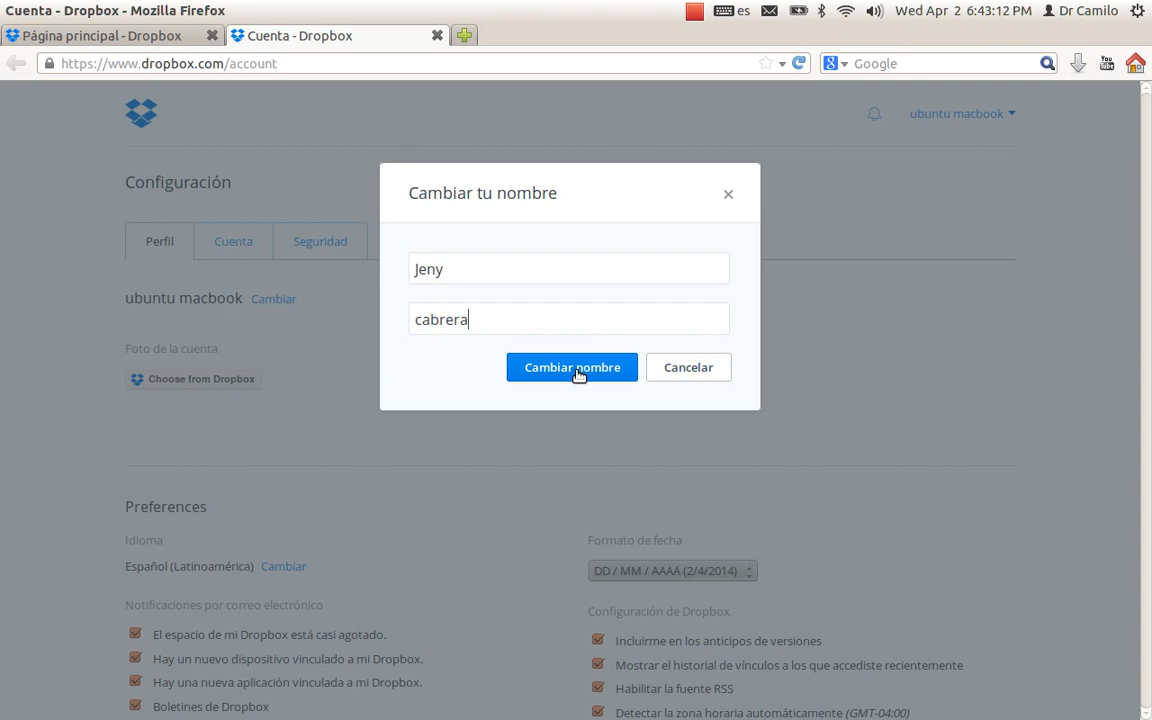 Cuenta - Dropbox - Mozilla Firefox
es
Wed Apr 2 6:43:12 PM
Dr Camilo
Página principal - Dropbox
Cuenta - Dropbox
https://www.dropbox.com/account
Google
You
ubuntu macbook
Configuración
Cambiar tu nombre
Perfil
Cuenta
Seguridad
Jeny
ubuntu macbook Cambiar
cabrera
Foto de la cuenta
Cambiar nombre
Cancelar
Choose from Dropbox
Preferences
Idioma
Formato de fecha
Español (Latinoamérica) Cambiar
DD / MM / AAAA (2/4/2014)
Notificaciones por correo electrónico
Configuración de Dropbox
El espacio de mi Dropbox está casi agotado.
Incluirme en los anticipos de versiones
Hay un nuevo dispositivo vinculado a mi Dropbox.
Mostrar el historial de vínculos a los que accediste recientemente
Hay una nueva aplicación vinculada a mi Dropbox.
Habilitar la fuente RSS
Boletines de Dropbox
Detectar la zona horaria automáticamente (GMT-04:00)